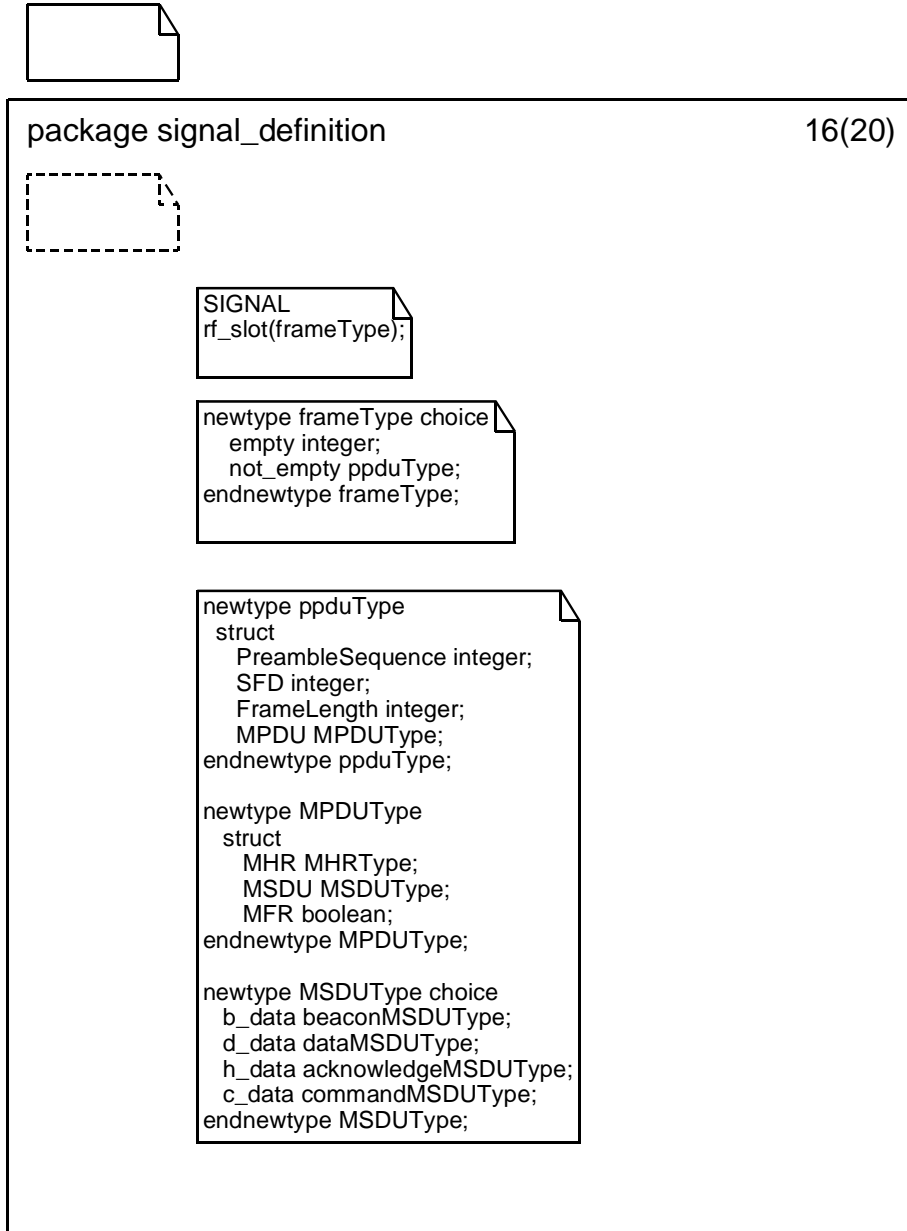 package signal_definition 16(20)
SIGNAL
rf_slot(frameType);
newtype frameType choice
empty integer;
not_empty ppduType;
endnewtype frameType;
newtype ppduType
struct
PreambleSequence integer;
SFD integer;
FrameLength integer;
MPDU MPDUType;
endnewtype ppduType;
newtype MPDUType
struct
MHR MHRType;
MSDU MSDUType;
MFR boolean;
endnewtype MPDUType;
newtype MSDUType choice
b_data beaconMSDUType;
d_data dataMSDUType;
h_data acknowledgeMSDUType;
c_data commandMSDUType;
endnewtype MSDUType;